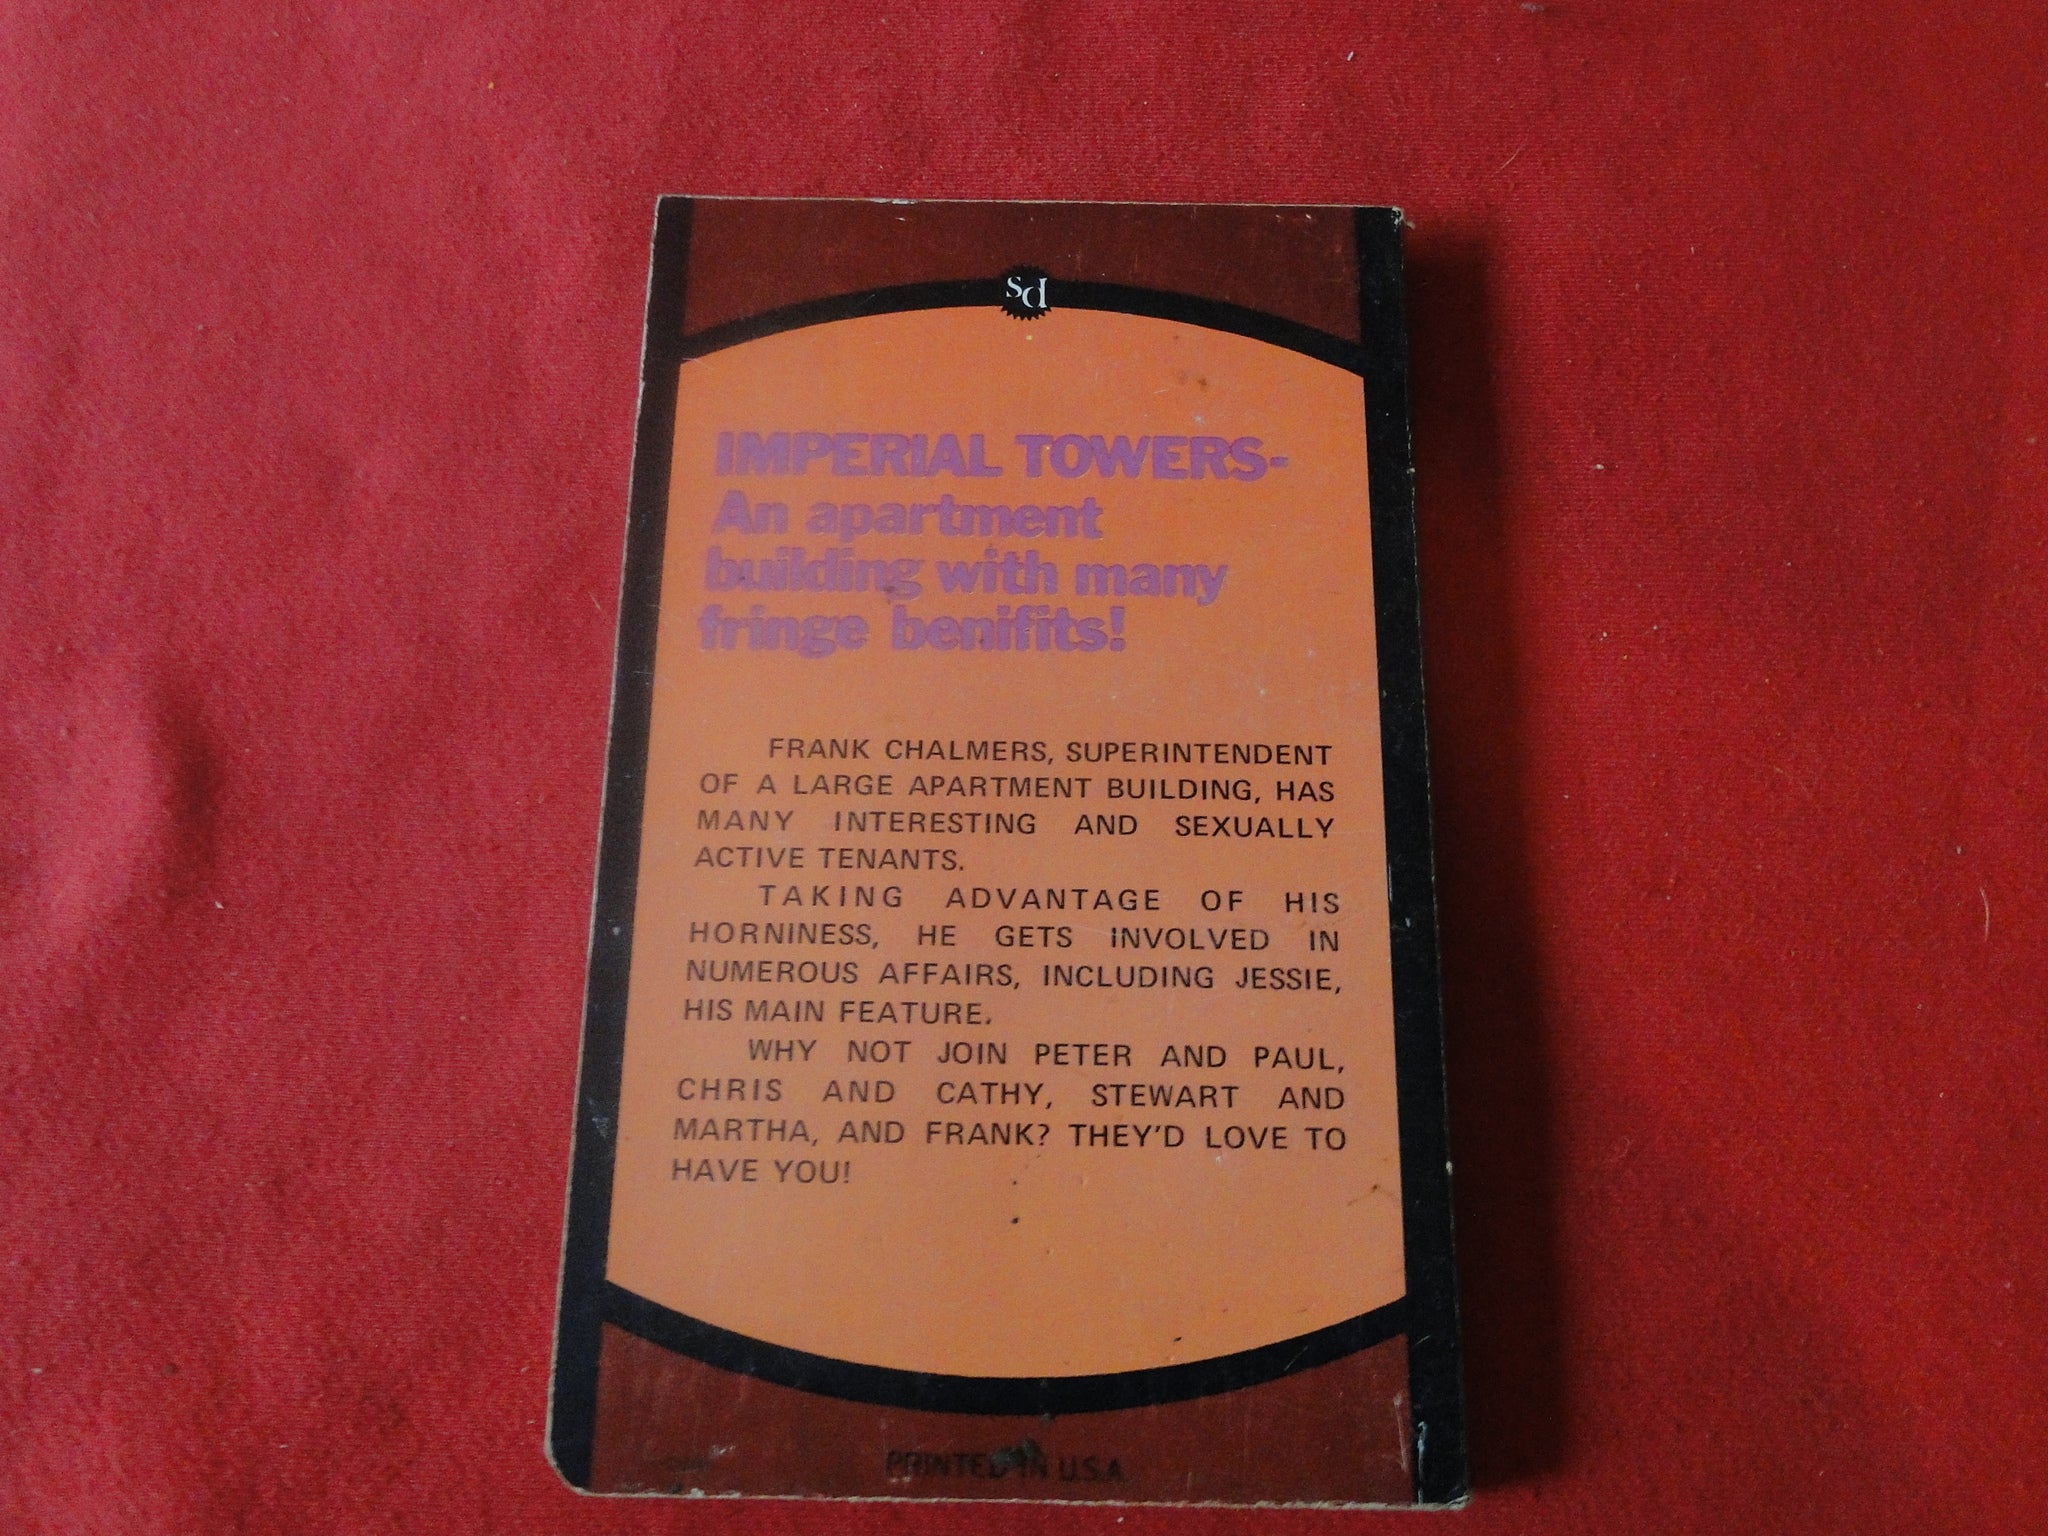 sd
IMPERIAL TOWERS-
An apartment
building with many
fringe benifits!
FRANK CHALMERS, SUPERINTENDENT
OF A LARGE APARTMENT BUILDING, HAS
MANY INTERESTING AND SEXUALLY
ACTIVE TENANTS.
TAKING ADVANTAGE OF HIS
HORNINESS, HE GETS INVOLVED IN
NUMEROUS AFFAIRS, INCLUDING JESSIE,
HIS MAIN FEATURE.
WHY NOT JOIN PETER AND PAUL,
CHRIS AND CATHY, STEWART AND
MARTHA, AND FRANK? THEY'D LOVE TO
HAVE YOU!
PRINTED IN U.S.A.